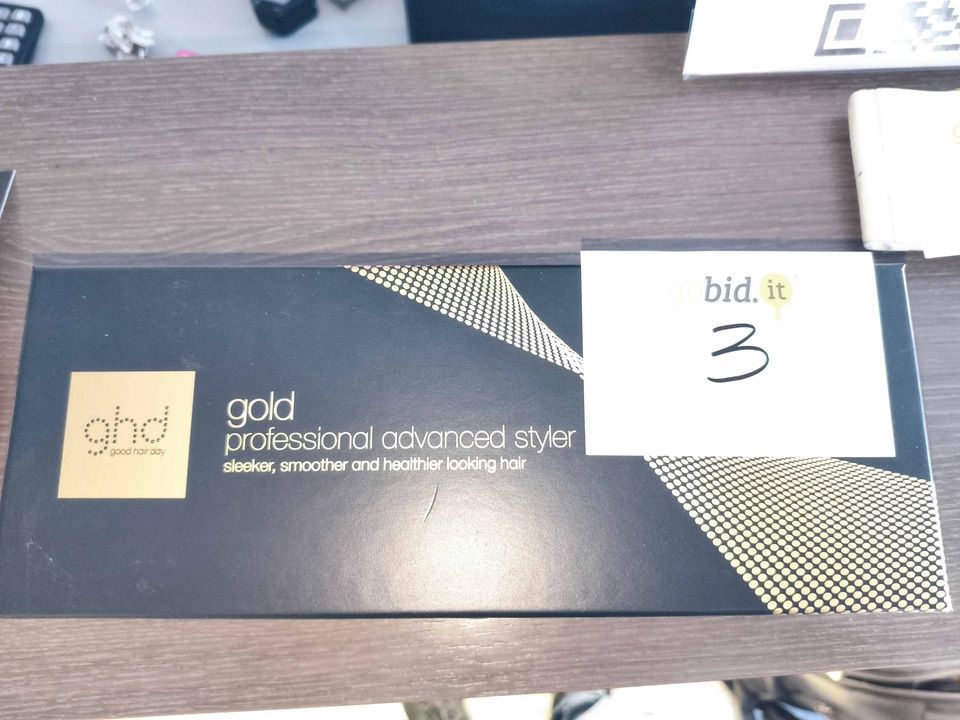 gobid.it
3
ghd
good hair day
gold
professional advanced styler
sleeker, smoother and healthier looking hair